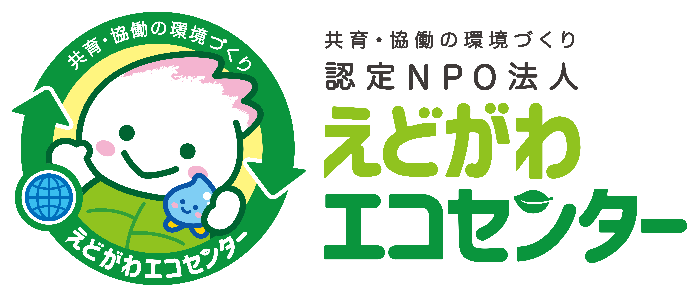 共育・協働の環境づくり
えどがわエコセンター
共育・協働の環境づくり
認定NPO法人
えどがわ
エコセンター